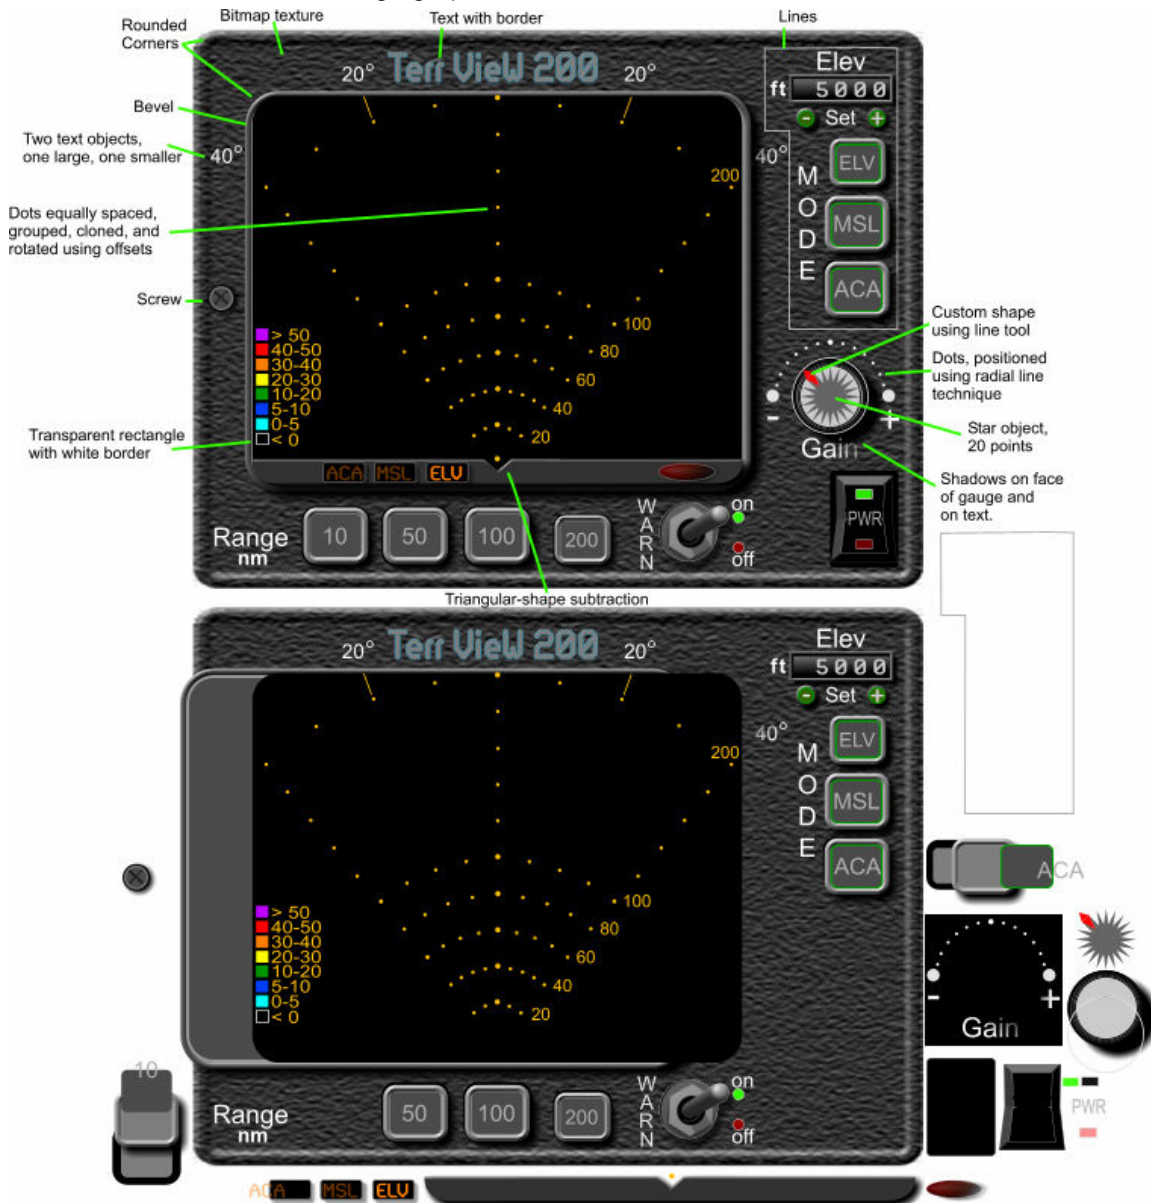 Bitmap texture
Text with border
Lines
Rounded
Corners
Terr VieW 200
20°
20°
Elev
ft 5000
- Set +
Bevel
Two text objects,
one large, one smaller
40°
40°
M
O
D
E
ELV
MSL
ACA
200
Dots equally spaced,
grouped, cloned, and
rotated using offsets
Screw
100
80
60
40
20
> 50
40-50
30-40
20-30
10-20
5-10
0-5
< 0
Custom shape
using line tool
Dots, positioned
using radial line
technique
Star object,
20 points
- +
Gain
Shadows on face
of gauge and
on text.
Transparent rectangle
with white border
ACA MSL ELV
Range
nm
10
50
100
200
W
A
R
N
on
off
PWR
Triangular-shape subtraction
Terr VieW 200
20°
20°
Elev
ft 5000
- Set +
40°
M
O
D
E
ELV
MSL
ACA
200
100
80
60
40
20
> 50
40-50
30-40
20-30
10-20
5-10
0-5
< 0
ACA
- +
Gain
10
Range
nm
50
100
200
W
A
R
N
on
off
PWR
ACA MSL ELV